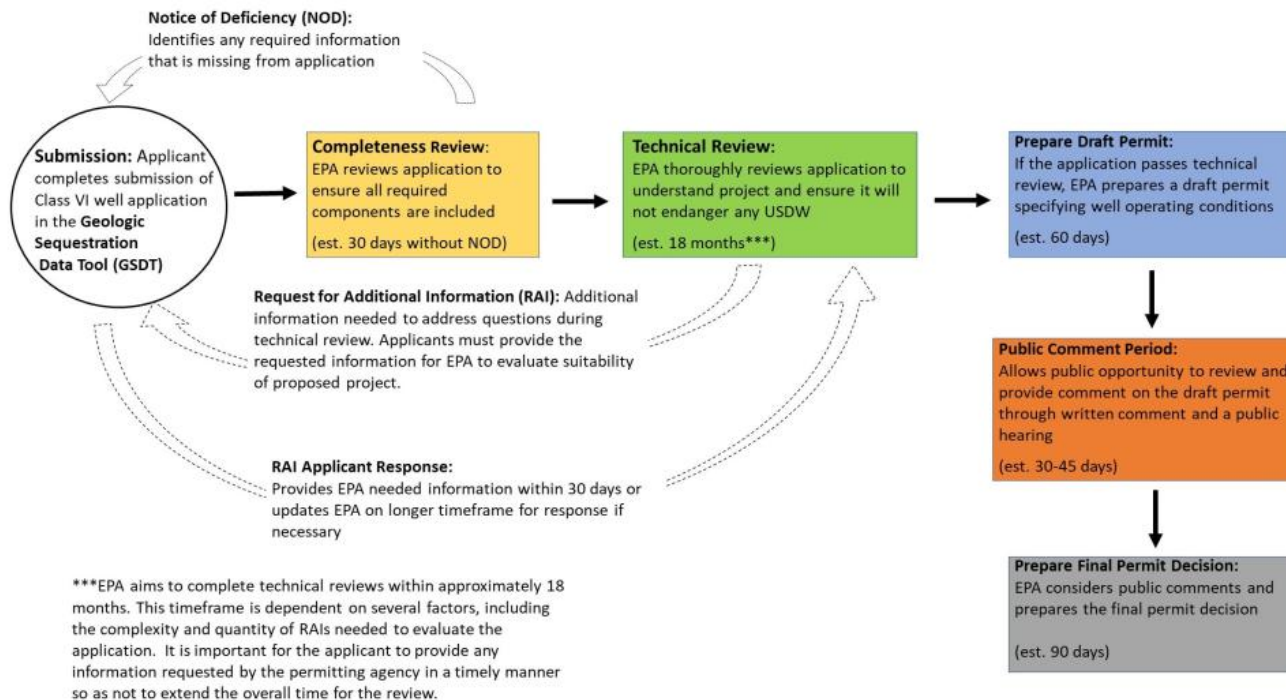 Notice of Deficiency (NOD):
Identifies any required information
that is missing from application
Submission: Applicant
completes submission of
Class VI well application
in the Geologic
Sequestration
Data Tool (GSDT)
Completeness Review:
EPA reviews application to
ensure all required
components are included
(est. 30 days without NOD)
Technical Review:
EPA thoroughly reviews application to
understand project and ensure it will
not endanger any USDW
(est. 18 months***)
Prepare Draft Permit:
If the application passes technical
review, EPA prepares a draft permit
specifying well operating conditions
(est. 60 days)
Request for Additional Information (RAI): Additional
information needed to address questions during
technical review. Applicants must provide the
requested information for EPA to evaluate suitability
of proposed project.
Public Comment Period:
Allows public opportunity to review and
provide comment on the draft permit
through written comment and a public
hearing
(est. 30-45 days)
RAI Applicant Response:
Provides EPA needed information within 30 days or
updates EPA on longer timeframe for response if
necessary
Prepare Final Permit Decision:
EPA considers public comments and
prepares the final permit decision
(est. 90 days)
***EPA aims to complete technical reviews within approximately 18
months. This timeframe is dependent on several factors, including
the complexity and quantity of RAIs needed to evaluate the
application. It is important for the applicant to provide any
information requested by the permitting agency in a timely manner
so as not to extend the overall time for the review.